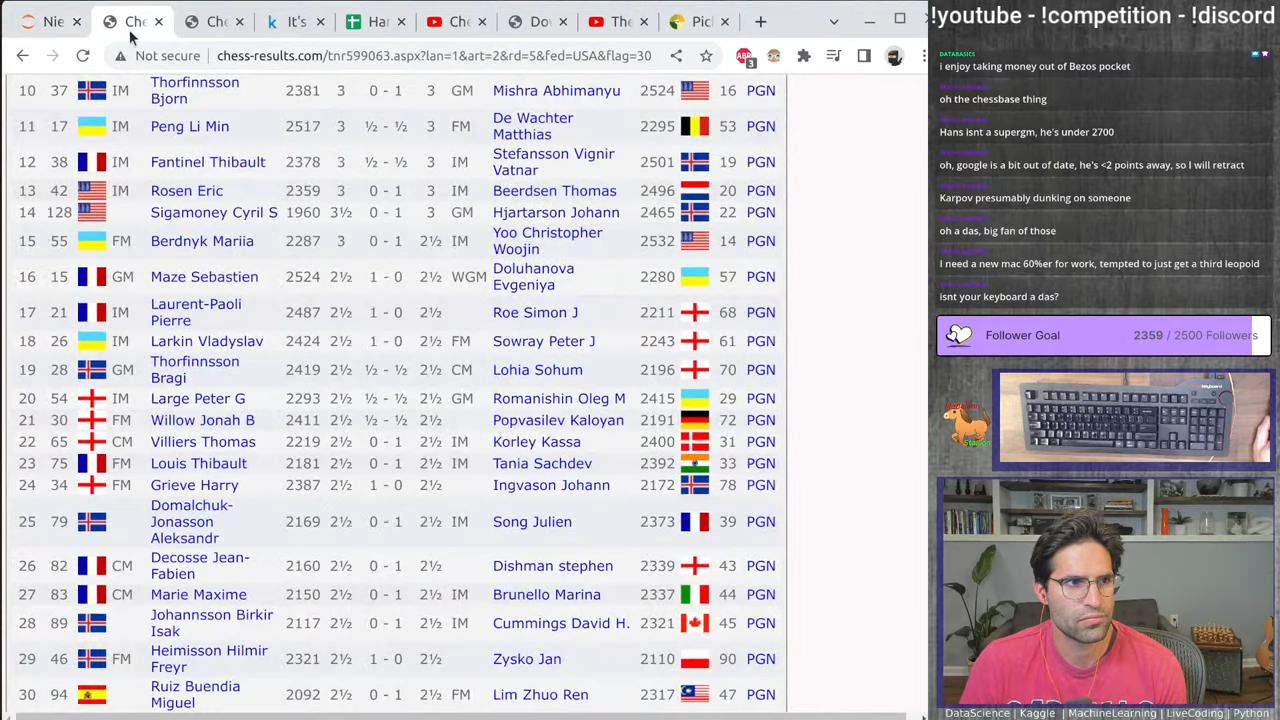 Nie
Che
Che
It's
Har
Che
Dov
The
Picl
Not secure
chess-results.com/tnr599063.aspx?lan=1&art=2&rd=5&fed=USA&flag=30
ABP
3
10 37 IM Thorfinnsson Bjorn 2381 3 0 - 1 3 GM Mishra Abhimanyu 2524 16 PGN
11 17 IM Peng Li Min 2517 3 ½ - ½ 3 FM De Wachter Matthias 2295 53 PGN
12 38 IM Fantinel Thibault 2378 3 ½ - ½ 3 IM Stefansson Vignir Vatnar 2501 19 PGN
13 42 IM Rosen Eric 2359 3 0 - 1 3 IM Beerdsen Thomas 2496 20 PGN
14 128 Sigamoney Cyril S 1960 3½ 0 - 1 3 GM Hjartarson Johann 2465 22 PGN
15 55 FM Berdnyk Mariia 2287 3 0 - 1 IM Yoo Christopher Woojin 2532 14 PGN
16 15 GM Maze Sebastien 2524 2½ 1 - 0 2½ WGM Doluhanova Evgeniya 2280 57 PGN
17 21 IM Laurent-Paoli Pierre 2487 2½ 1 - 0 2½ Roe Simon J 2211 68 PGN
18 26 IM Larkin Vladyslav 2424 2½ 1 - 0 2½ FM Sowray Peter J 2243 61 PGN
19 28 GM Thorfinnsson Bragi 2419 2½ ½ - ½ 2½ CM Lohia Sohum 2196 70 PGN
20 54 IM Large Peter G 2293 2½ ½ - ½ 2½ GM Romanishin Oleg M 2415 29 PGN
21 30 FM Willow Jonah B 2411 2½ 1 - 0 2½ Popvasilev Kaloyan 2191 72 PGN
22 65 CM Villiers Thomas 2219 2½ 1 - 0 2½ IM Korley Kassa 2400 31 PGN
23 75 FM Louis Thibault 2181 2½ ½ - ½ 2½ IM Tania Sachdev 2392 33 PGN
24 34 FM Grieve Harry 2387 2½ 1 - 0 2½ Ingvason Johann 2172 78 PGN
25 79 Domalchuk-Jonasson Aleksandr 2169 2½ 0 - 1 2½ IM Song Julien 2373 39 PGN
26 82 CM Decosse Jean-Fabien 2160 2½ 0 - 1 2½ Dishman stephen 2339 43 PGN
27 83 CM Marie Maxime 2150 2½ 0 - 1 2½ IM Brunello Marina 2337 44 PGN
28 89 Johannsson Birkir Isak 2117 2½ 0 - 1 2½ IM Cummings David H. 2321 45 PGN
29 46 FM Heimisson Hilmir Freyr 2321 2½ 1 - 0 2½ Zysko Jan 2110 90 PGN
30 94 Ruiz Buendia Miguel 2092 2½ 0 - 1 2½ FM Lim Zhuo Ren 2317 47 PGN
!youtube - !competition - !discord
DATABASICS
i enjoy taking money out of Bezos pocket
oh the chessbase thing
Hans isnt a supergm, he's under 2700
oh, google is a bit out of date, he's <2 points away, so I will retract
Karpov presumably dunking on someone
oh a das, big fan of those
I need a new mac 60%er for work, tempted to just get a third leopold
isnt your keyboard a das?
Follower Goal 2359 / 2500 Followers
Medallion
Stallion
DataScience | Kaggle | MachineLearning | LiveCoding | Python